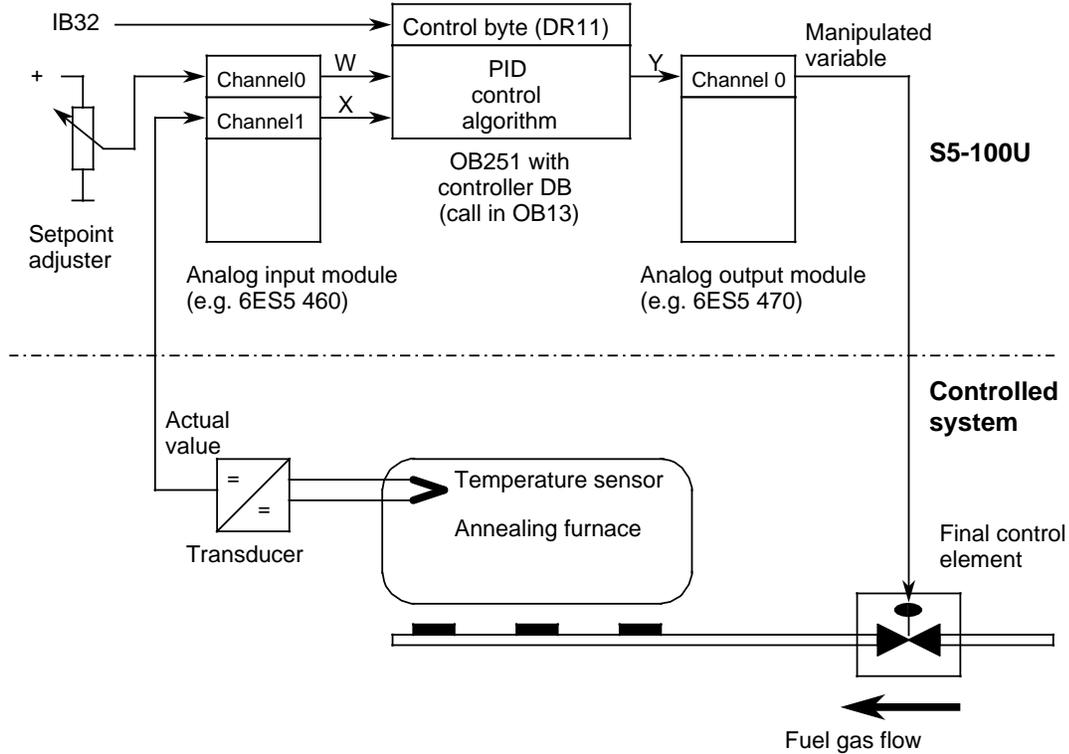 IB32
Control byte (DR11)
Manipulated
variable
+
Channel0
W
PID
control
algorithm
Y
Channel 0
Channel1
X
S5-100U
OB251 with
controller DB
(call in OB13)
Setpoint
adjuster
Analog input module
(e.g. 6ES5 460)
Analog output module
(e.g. 6ES5 470)
Controlled
system
Actual
value
=
=
Transducer
Temperature sensor
Annealing furnace
Final control
element
Fuel gas flow